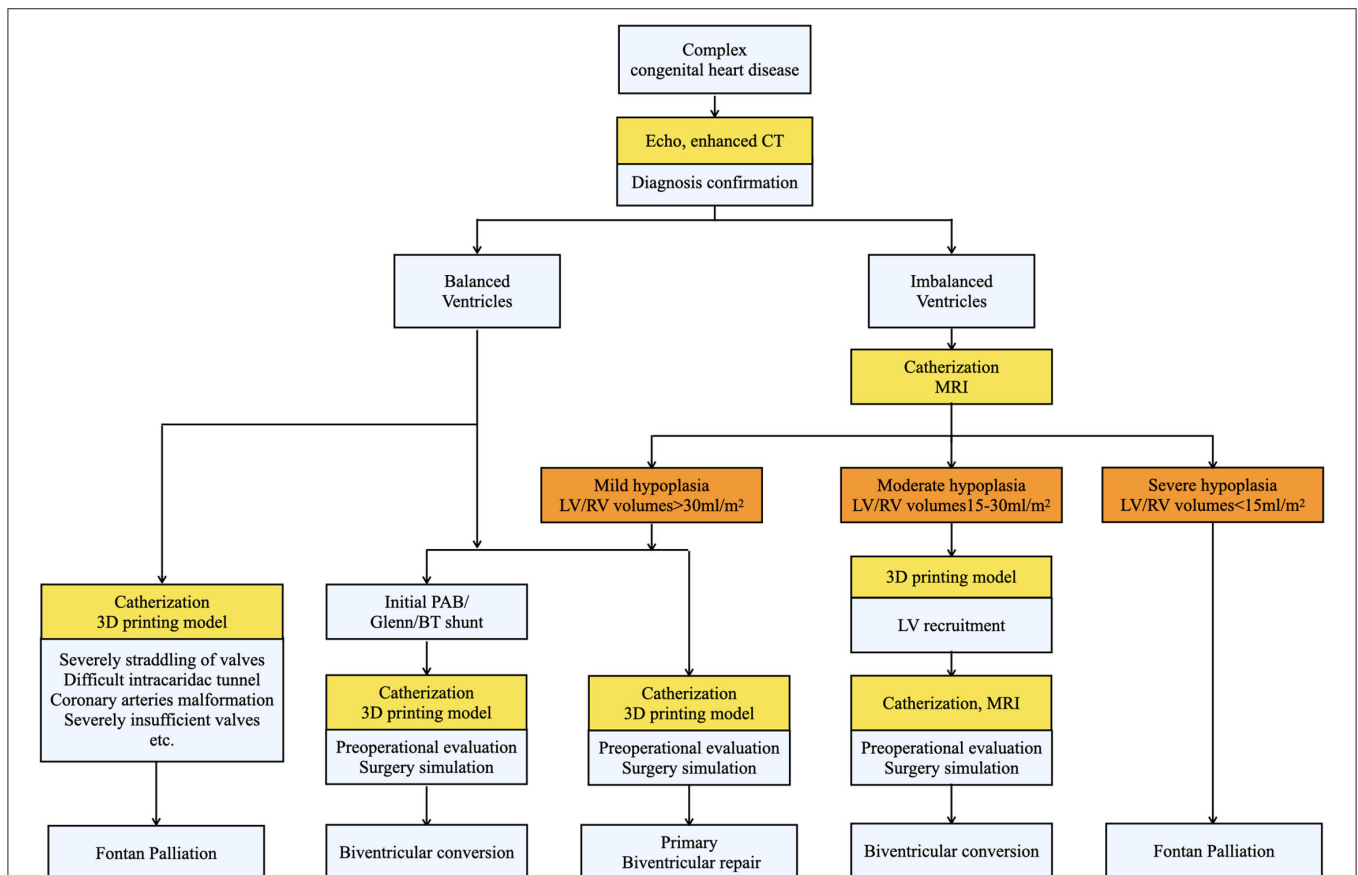 Complex
congenital heart disease
Echo, enhanced CT
Diagnosis confirmation
Balanced
Ventricles
Imbalanced
Ventricles
Catherization
MRI
Mild hypoplasia
LV/RV volumes>30ml/m²
Moderate hypoplasia
LV/RV volumes15-30ml/m²
Severe hypoplasia
LV/RV volumes<15ml/m²
Catherization
3D printing model
Severely straddling of valves
Difficult intracaridac tunnel
Coronary arteries malformation
Severely insufficient valves
etc.
Initial PAB/
Glenn/BT shunt
Catherization
3D printing model
Preoperational evaluation
Surgery simulation
Catherization
3D printing model
Preoperational evaluation
Surgery simulation
3D printing model
LV recruitment
Catherization, MRI
Preoperational evaluation
Surgery simulation
Fontan Palliation
Biventricular conversion
Primary
Biventricular repair
Biventricular conversion
Fontan Palliation